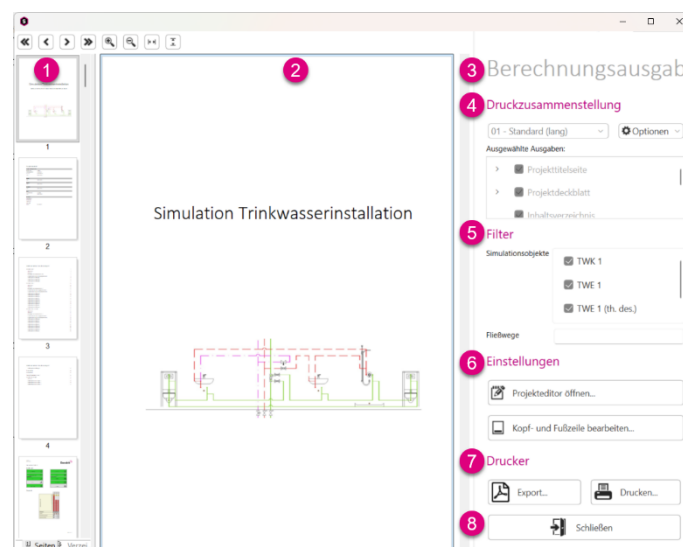 1
2
3
Berechnungsausgab
4
Druckzusammenstellung
01 - Standard (lang)
Optionen
Ausgewählte Ausgaben:
Projekttitelseite
Projektdeckblatt
Inhaltsverzeichnis
5
Filter
Simulationsobjekte
TWK 1
TWE 1
TWE 1 (th. des.)
Fließwege
6
Einstellungen
Projekteditor öffnen...
Kopf- und Fußzeile bearbeiten...
7
Drucker
Export...
Drucken...
8
Schließen
Simulation Trinkwasserinstallation
1
2
3
4
Seiten
Verzei